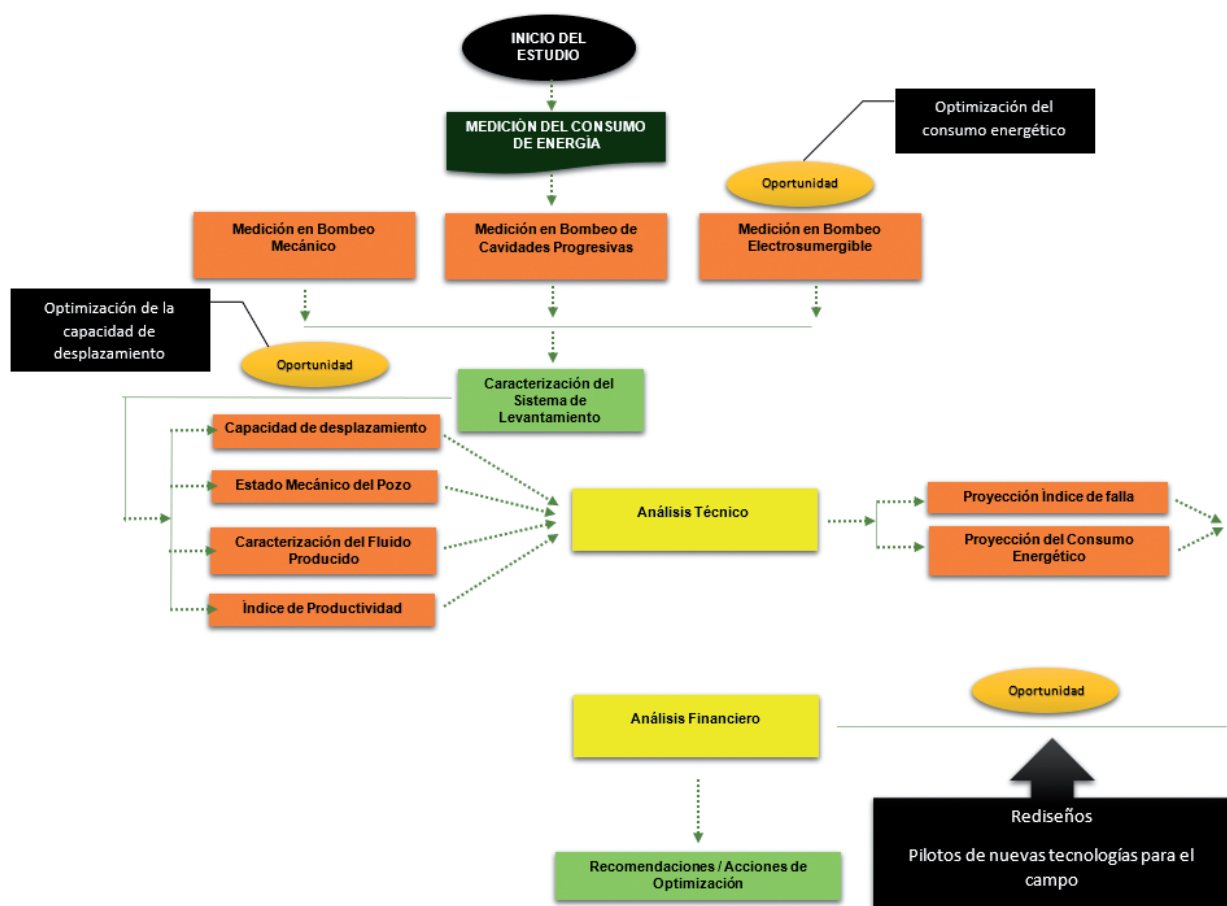 INICIO DEL
ESTUDIO
MEDICIÓN DEL CONSUMO
DE ENERGÌA
Optimización del
consumo energético
Oportunidad
Medición en Bombeo
Mecánico
Medición en Bombeo de
Cavidades Progresivas
Medición en Bombeo
Electrosumergible
Optimización de la
capacidad de
desplazamiento
Oportunidad
Caracterización del
Sistema de
Levantamiento
Capacidad de desplazamiento
Estado Mecánico del Pozo
Caracterización del Fluido
Producido
Ìndice de Productividad
Análisis Técnico
Proyección Ìndice de falla
Proyección del Consumo
Energético
Oportunidad
Análisis Financiero
Rediseños
Pilotos de nuevas tecnologías para el
campo
Recomendaciones / Acciones de
Optimización